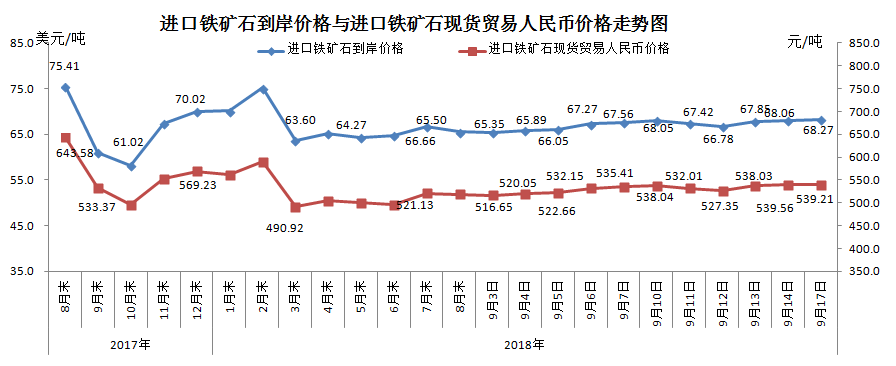 进口铁矿石到岸价格与进口铁矿石现货贸易人民币价格走势图
美元/吨
元/吨
进口铁矿石到岸价格
进口铁矿石现货贸易人民币价格
85.0
75.0
65.0
55.0
45.0
35.0
850.0
800.0
750.0
700.0
650.0
600.0
550.0
500.0
450.0
400.0
350.0
75.41
61.02
70.02
63.60
64.27
66.66
65.50
65.35
65.89
66.05
67.27
67.56
68.05
67.42
66.78
67.85
68.06
68.27
643.58
533.37
569.23
490.92
521.13
516.65
520.05
522.66
532.15
535.41
538.04
532.01
527.35
538.03
539.56
539.21
8月末
9月末
10月末
11月末
12月末
1月末
2月末
3月末
4月末
5月末
6月末
7月末
8月末
9月3日
9月4日
9月5日
9月6日
9月7日
9月10日
9月11日
9月12日
9月13日
9月14日
9月17日
2017年
2018年